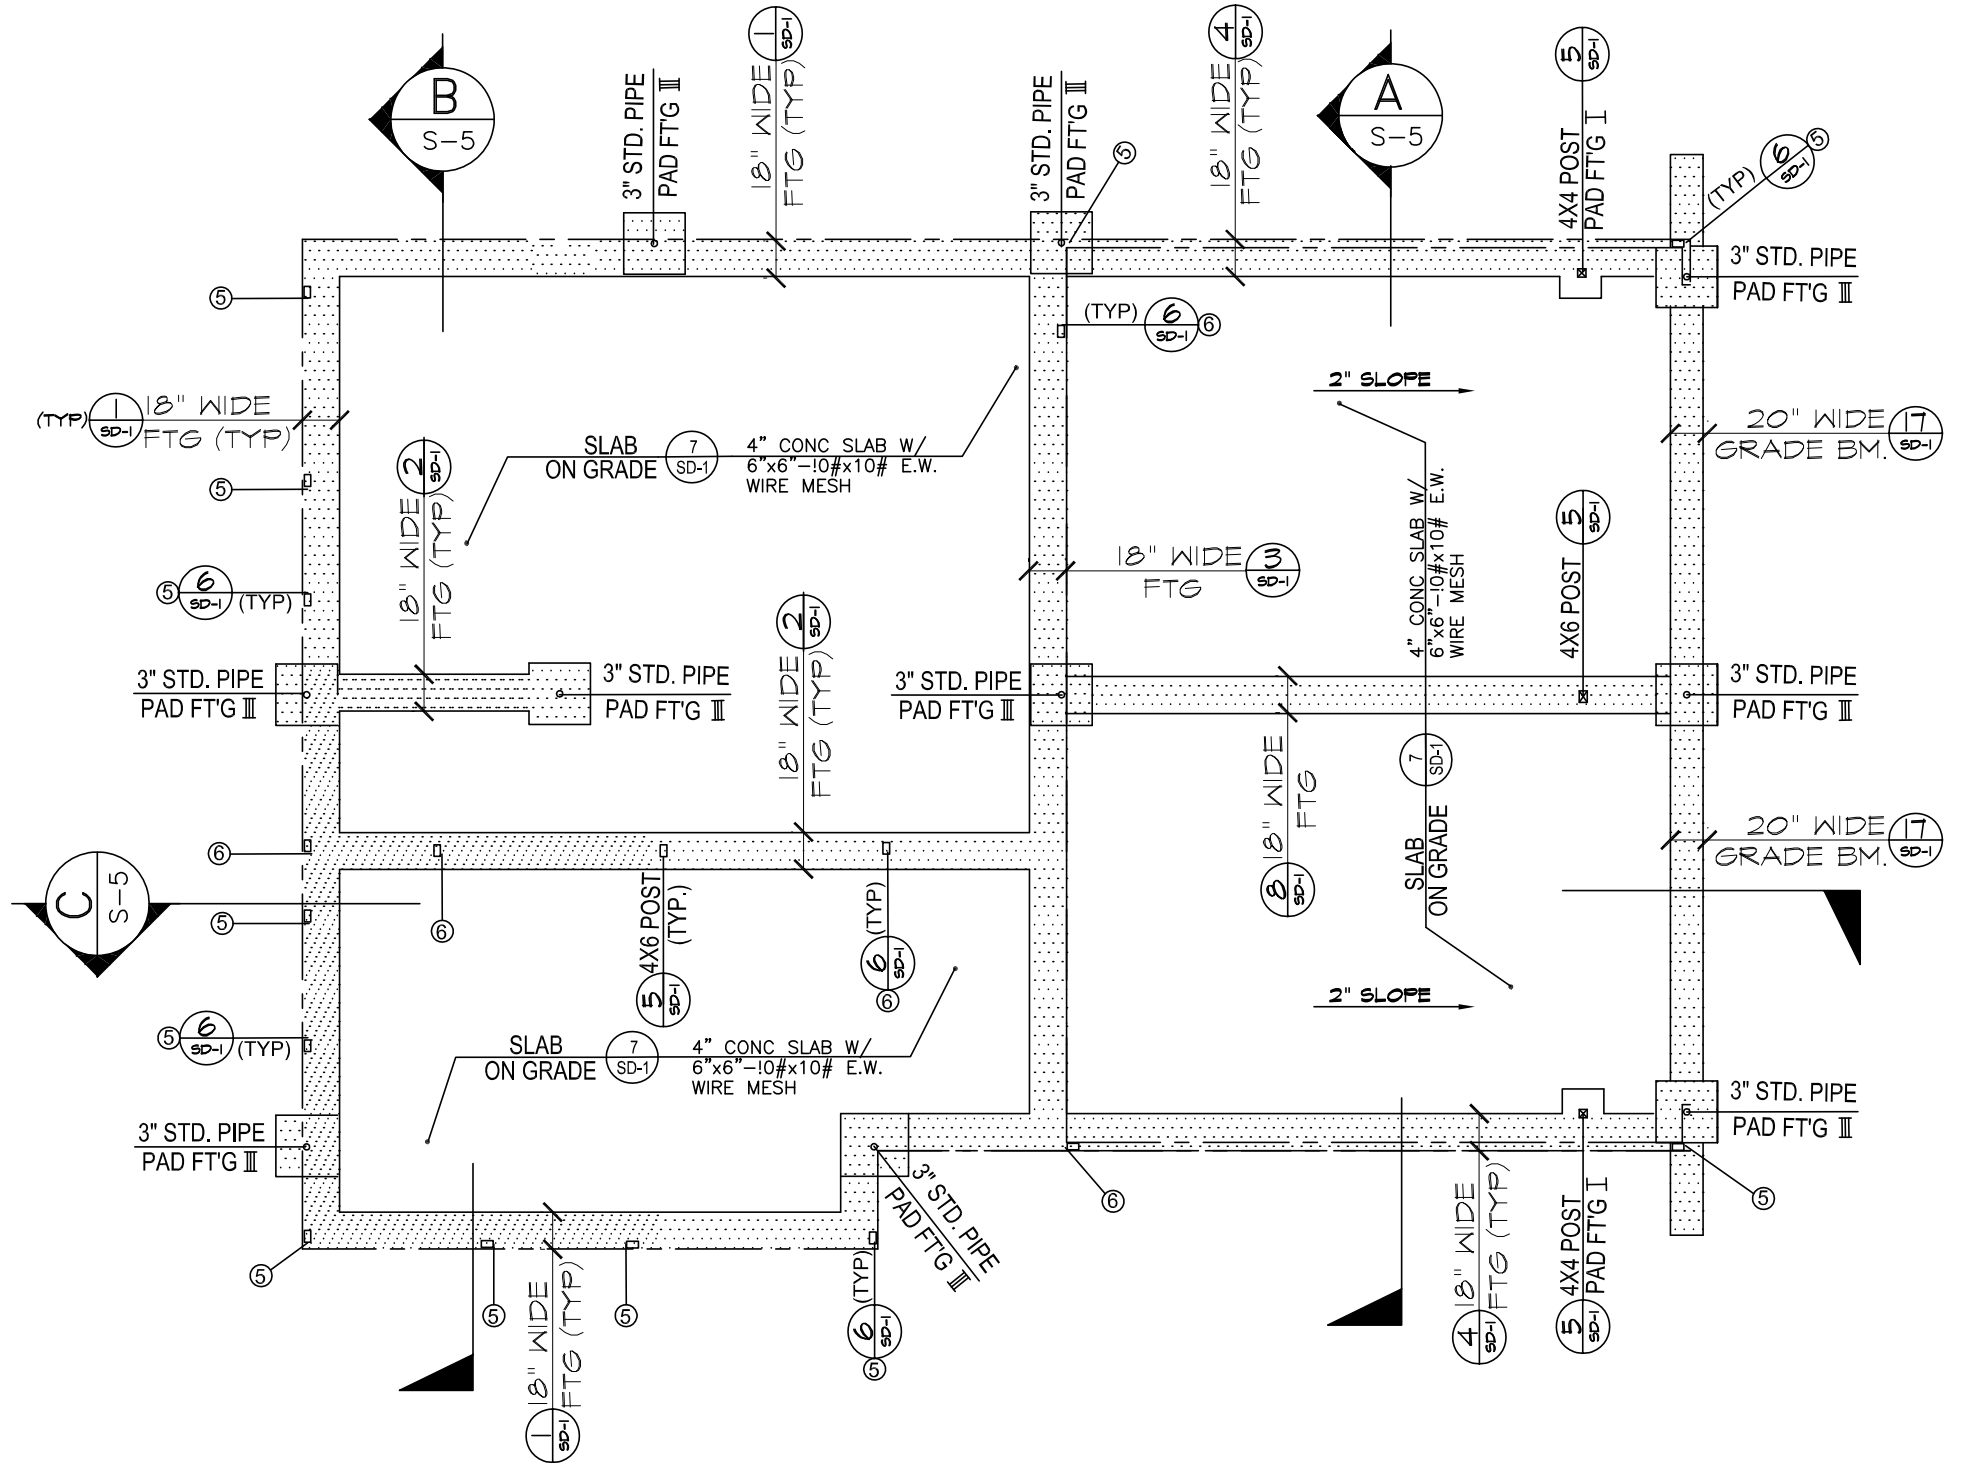 B
S-5
3" STD. PIPE
PAD FT'G III
1
SD-1
18" WIDE
FTG (TYP)
3" STD. PIPE
PAD FT'G III
5
4
SD-1
18" WIDE
FTG (TYP)
A
S-5
5
SD-1
4X4 POST
PAD FT'G I
(TYP)
6
SD-1
5
3" STD. PIPE
PAD FT'G III
5
(TYP)
6
SD-1
6
2" SLOPE
(TYP)
1
SD-1
18" WIDE
FTG (TYP)
20" WIDE
GRADE BM.
17
SD-1
2
SD-1
18" WIDE
FTG (TYP)
SLAB
ON GRADE
7
SD-1
4" CONC SLAB W/
6"x6"-!0#x10# E.W.
WIRE MESH
5
4" CONC SLAB W/
6"x6"-!0#x10# E.W.
WIRE MESH
7
SD-1
SLAB
ON GRADE
5
SD-1
4X6 POST
18" WIDE
FTG
3
SD-1
5
6
SD-1
(TYP)
2
SD-1
18" WIDE
FTG (TYP)
3" STD. PIPE
PAD FT'G III
3" STD. PIPE
PAD FT'G III
3" STD. PIPE
PAD FT'G III
3" STD. PIPE
PAD FT'G III
18" WIDE
FTG
8
SD-1
20" WIDE
GRADE BM.
17
SD-1
6
C
S-5
5
6
4X6 POST
(TYP.)
5
SD-1
(TYP)
6
SD-1
6
2" SLOPE
5
6
SD-1
(TYP)
SLAB
ON GRADE
7
SD-1
4" CONC SLAB W/
6"x6"-!0#x10# E.W.
WIRE MESH
3" STD. PIPE
PAD FT'G III
3" STD. PIPE
PAD FT'G III
3" STD. PIPE
PAD FT'G III
6
5
5
5
5
18" WIDE
FTG (TYP)
1
SD-1
(TYP)
6
SD-1
5
18" WIDE
FTG (TYP)
4
SD-1
4X4 POST
PAD FT'G I
5
SD-1